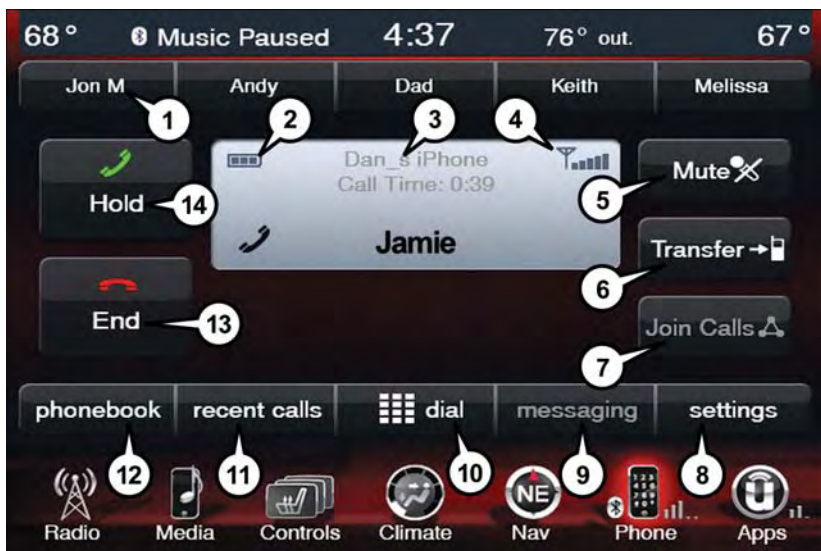 68° Music Paused 4:37 76° out. 67°
Jon M Andy Dad Keith Melissa
1 2 3 4
Dan_s iPhone
Call Time: 0:39
Jamie
Hold 14
End 13
Mute
5
Transfer
6
Join Calls
7
phonebook recent calls dial messaging settings
12 11 10 9 8
NE
Radio Media Controls Climate Nav Phone Apps